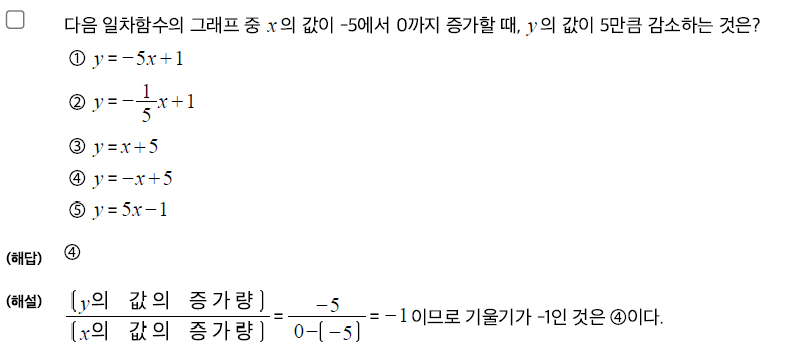 다음 일차함수의 그래프 중 x의 값이 -5에서 0까지 증가할 때, y의 값이 5만큼 감소하는 것은?
① y=-5x+1
② y=-\frac{1}{5}x+1
③ y=x+5
④ y=-x+5
⑤ y=5x-1
(해답) ④
(해설) \frac{(y의 값의 증가량)}{(x의 값의 증가량)}=\frac{-5}{0-(-5)}=-1이므로 기울기가 -1인 것은 ④이다.